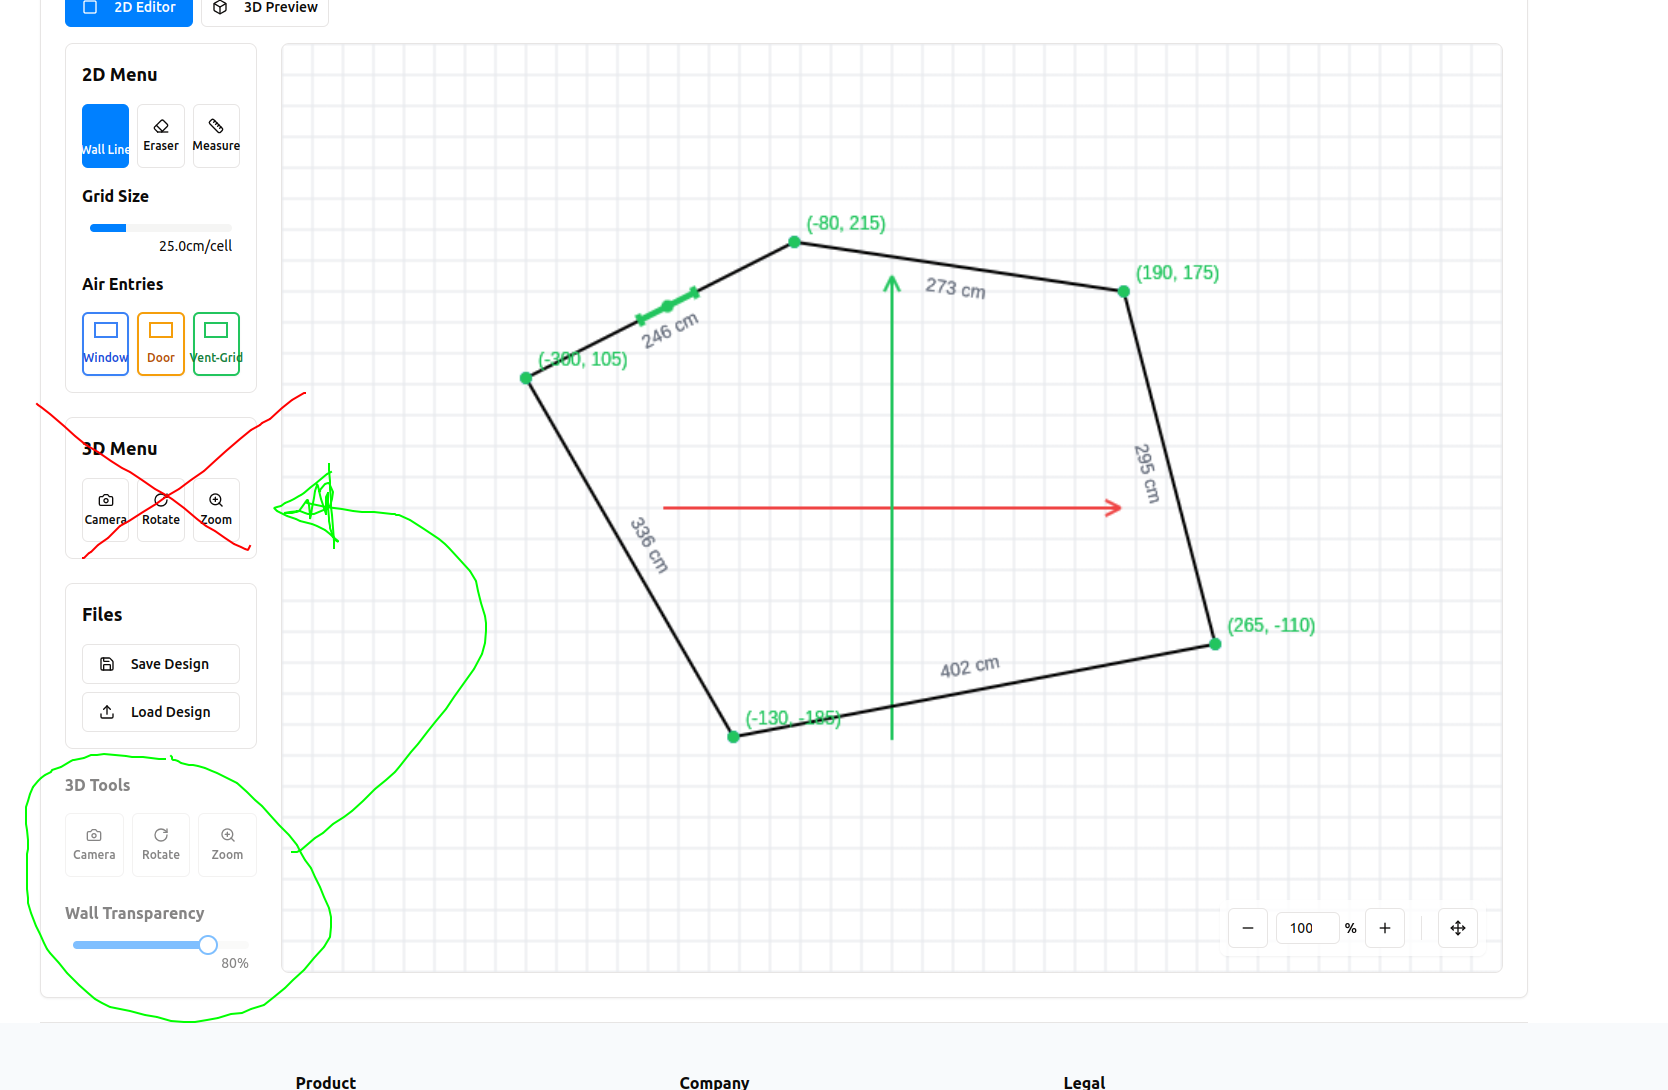 2D Editor
3D Preview
2D Menu
Wall Line
Eraser
Measure
Grid Size
25.0cm/cell
Air Entries
Window
Door
Vent-Grid
3D Menu
Camera
Rotate
Zoom
Files
Save Design
Load Design
3D Tools
Camera
Rotate
Zoom
Wall Transparency
80%
(-80, 215)
273 cm
(190, 175)
246 cm
(-300, 105)
295 cm
336 cm
(265, -110)
402 cm
(-130, -185)
100 %
Product
Company
Legal